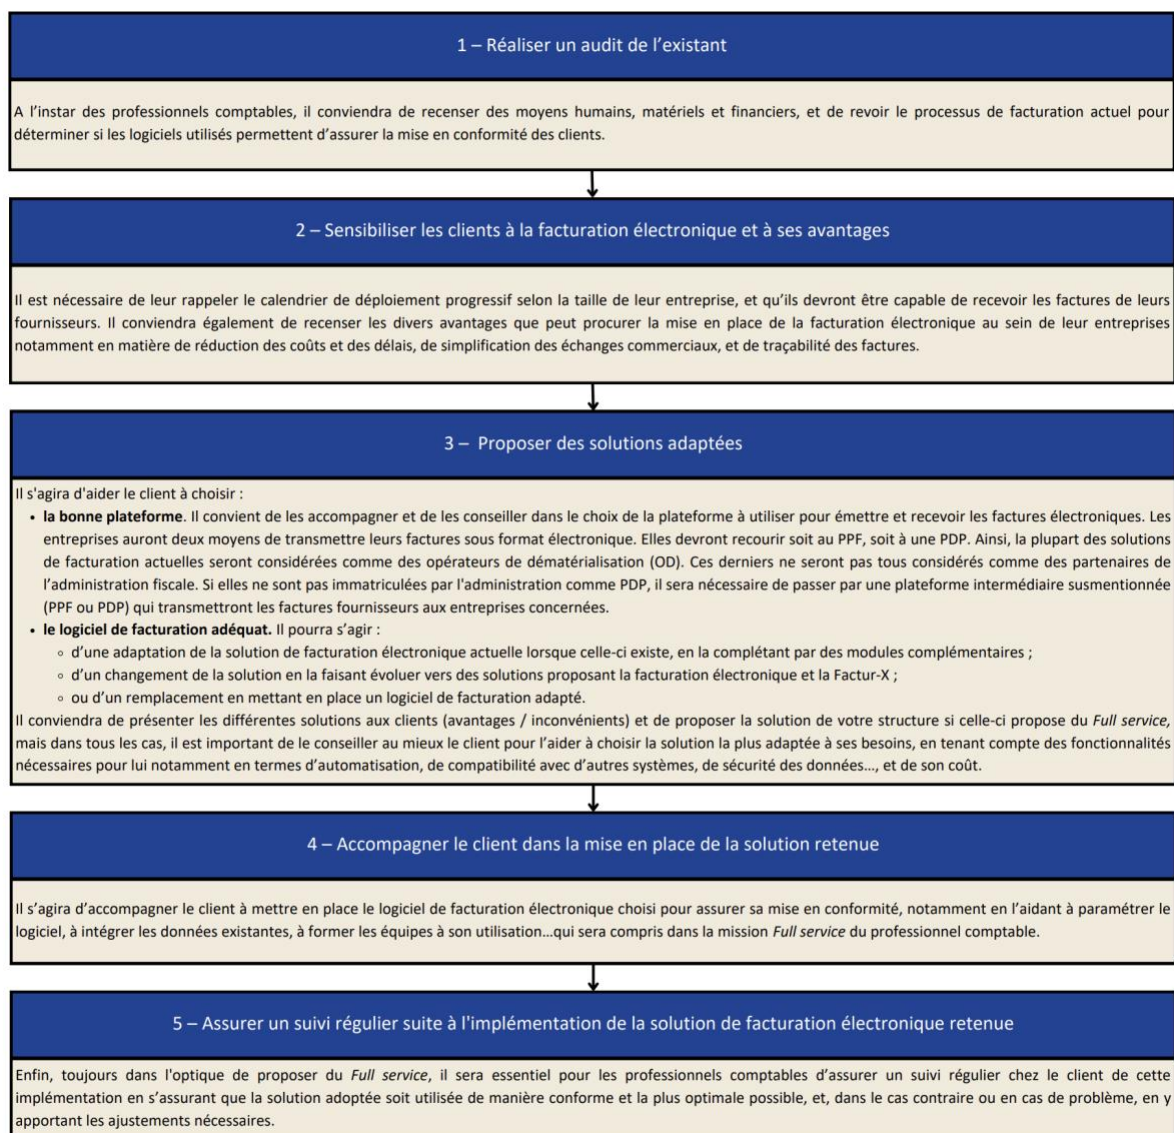 1 – Réaliser un audit de l’existant
A l’instar des professionnels comptables, il conviendra de recenser des moyens humains, matériels et financiers, et de revoir le processus de facturation actuel pour
déterminer si les logiciels utilisés permettent d’assurer la mise en conformité des clients.
2 – Sensibiliser les clients à la facturation électronique et à ses avantages
Il est nécessaire de leur rappeler le calendrier de déploiement progressif selon la taille de leur entreprise, et qu’ils devront être capable de recevoir les factures de leurs
fournisseurs. Il conviendra également de recenser les divers avantages que peut procurer la mise en place de la facturation électronique au sein de leur entreprises
notamment en matière de réduction des coûts et des délais, de simplification des échanges commerciaux, et de traçabilité des factures.
3 – Proposer des solutions adaptées
Il s'agira d'aider le client à choisir :
• la bonne plateforme. Il convient de les accompagner et de les conseiller dans le choix de la plateforme à utiliser pour émettre et recevoir les factures électroniques. Les
entreprises auront deux moyens de transmettre leurs factures sous format électronique. Elles devront recourir soit au PPF, soit à une PDP. Ainsi, la plupart des solutions
de facturation actuelles seront considérées comme des opérateurs de dématérialisation (OD). Ces derniers ne seront pas tous considérés comme des partenaires de
l’administration fiscale. Si elles ne sont pas immatriculées par l'administration comme PDP, il sera nécessaire de passer par une plateforme intermédiaire susmentionnée
(PPF ou PDP) qui transmettront les factures fournisseurs aux entreprises concernées.
• le logiciel de facturation adéquat. Il pourra s’agir :
◦ d’une adaptation de la solution de facturation électronique actuelle lorsque celle-ci existe, en la complétant par des modules complémentaires ;
◦ d’un changement de la solution en la faisant évoluer vers des solutions proposant la facturation électronique et la Factur-X ;
◦ ou d’un remplacement en mettant en place un logiciel de facturation adapté.
Il conviendra de présenter les différentes solutions aux clients (avantages / inconvénients) et de proposer la solution de votre structure si celle-ci propose du Full service,
mais dans tous les cas, il est important de le conseiller au mieux le client pour l’aider à choisir la solution la plus adaptée à ses besoins, en tenant compte des fonctionnalités
nécessaires pour lui notamment en termes d’automatisation, de compatibilité avec d’autres systèmes, de sécurité des données…, et de son coût.
4 – Accompagner le client dans la mise en place de la solution retenue
Il s’agira d’accompagner le client à mettre en place le logiciel de facturation électronique choisi pour assurer sa mise en conformité, notamment en l’aidant à paramétrer le
logiciel, à intégrer les données existantes, à former les équipes à son utilisation…qui sera compris dans la mission Full service du professionnel comptable.
5 – Assurer un suivi régulier suite à l'implémentation de la solution de facturation électronique retenue
Enfin, toujours dans l'optique de proposer du Full service, il sera essentiel pour les professionnels comptables d’assurer un suivi régulier chez le client de cette
implémentation en s’assurant que la solution adoptée soit utilisée de manière conforme et la plus optimale possible, et, dans le cas contraire ou en cas de problème, en y
apportant les ajustements nécessaires.